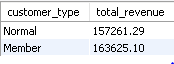 customer_type total_revenue
Normal 157261.29
Member 163625.10